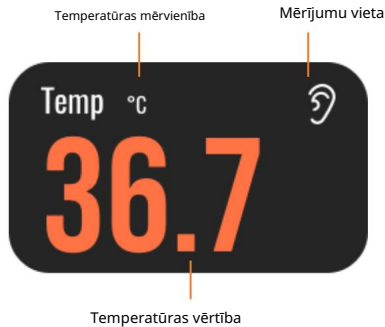 Temperatūras mērvienība
Mērījumu vieta
Temp °C
36.7
Temperatūras vērtība